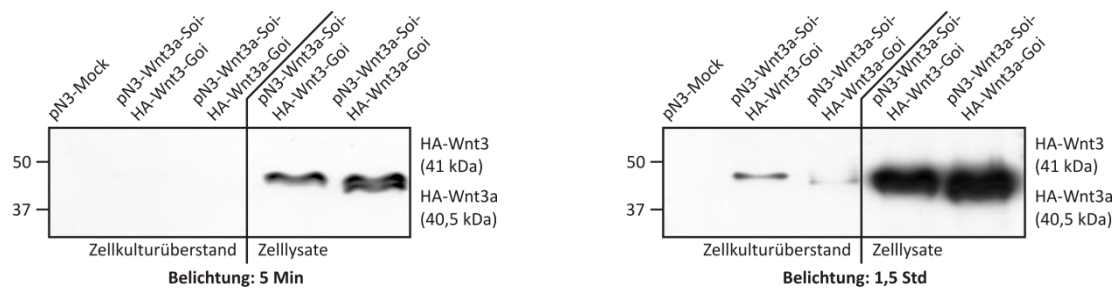 pN3-Mock
pN3-Wnt3a-Soi-
HA-Wnt3-Goi
pN3-Wnt3a-Soi-
HA-Wnt3a-Goi
pN3-Wnt3a-Soi-
HA-Wnt3-Goi
pN3-Wnt3a-Soi-
HA-Wnt3a-Goi
50
37
HA-Wnt3
(41 kDa)
HA-Wnt3a
(40,5 kDa)
Zellkulturüberstand
Zelllysate
Belichtung: 5 Min
pN3-Mock
pN3-Wnt3a-Soi-
HA-Wnt3-Goi
pN3-Wnt3a-Soi-
HA-Wnt3a-Goi
pN3-Wnt3a-Soi-
HA-Wnt3-Goi
pN3-Wnt3a-Soi-
HA-Wnt3a-Goi
50
37
HA-Wnt3
(41 kDa)
HA-Wnt3a
(40,5 kDa)
Zellkulturüberstand
Zelllysate
Belichtung: 1,5 Std